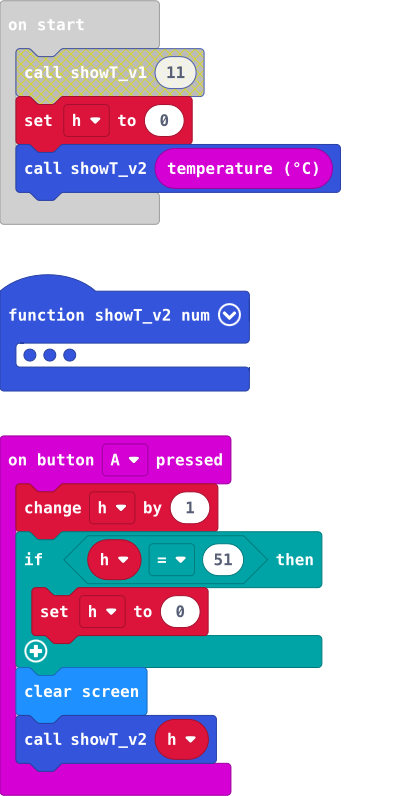 on start
call showT_v1 11
set h to 0
call showT_v2 temperature (°C)
function showT_v2 num
on button A pressed
change h by 1
if h = 51 then
set h to 0
clear screen
call showT_v2 h